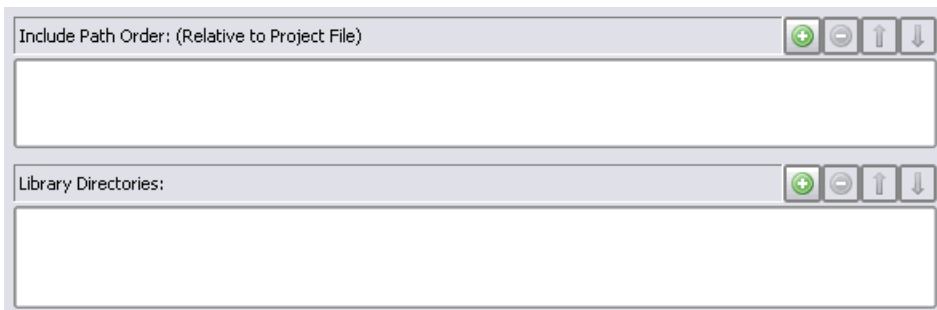 Include Path Order: (Relative to Project File)
Library Directories: